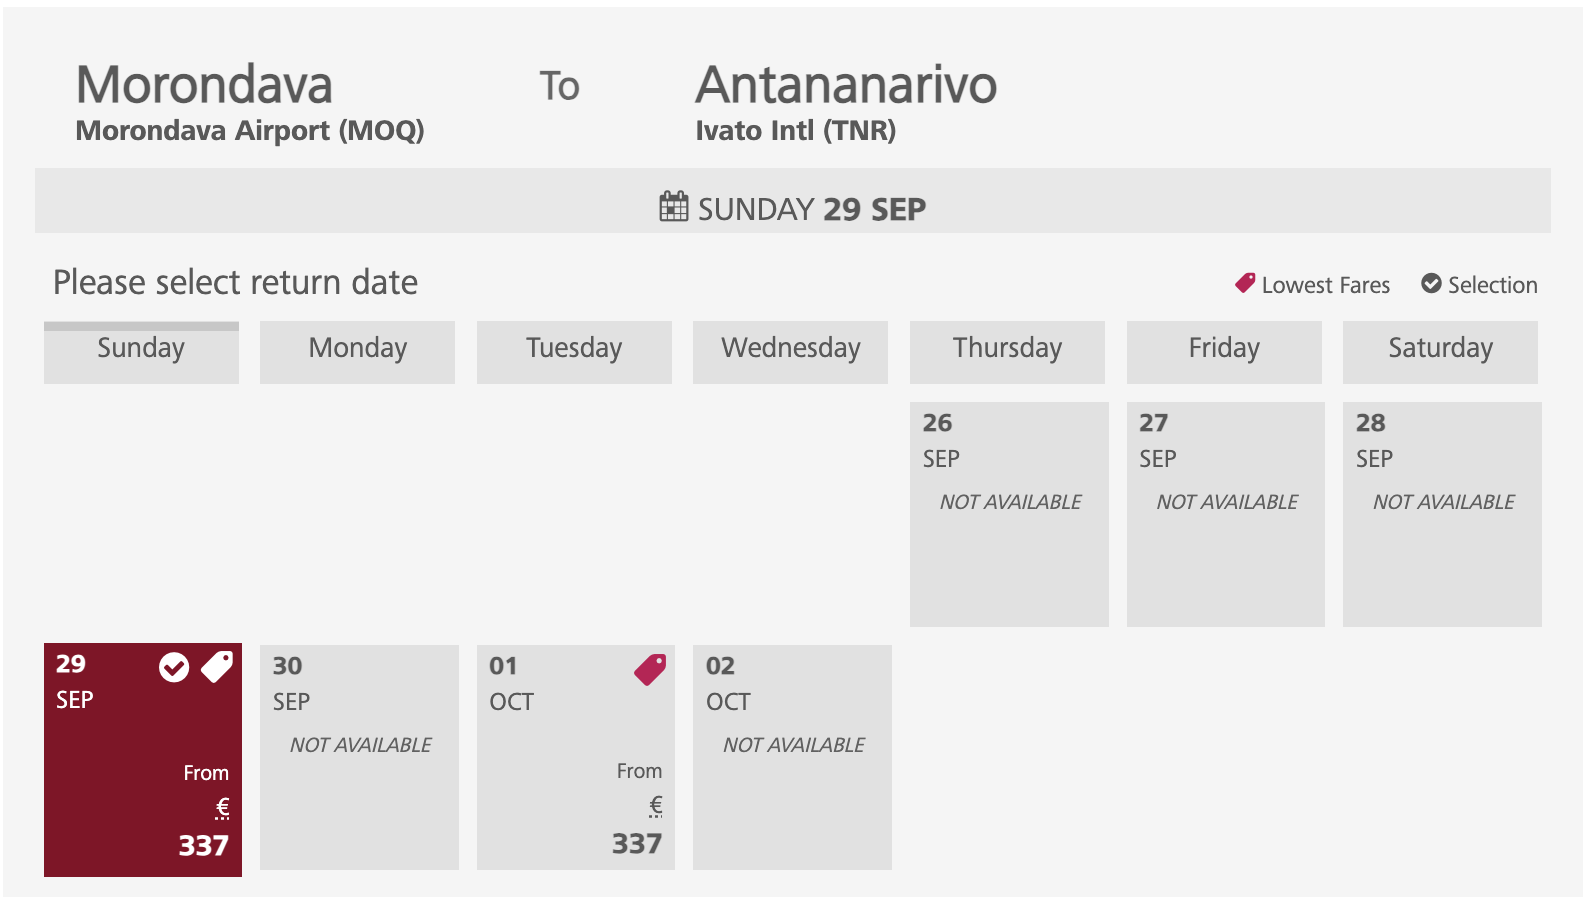 Morondava To Antananarivo
Morondava Airport (MOQ) Ivato Intl (TNR)
SUNDAY 29 SEP
Please select return date
Lowest Fares Selection
Sunday Monday Tuesday Wednesday Thursday Friday Saturday
26 27 28
SEP SEP SEP
NOT AVAILABLE NOT AVAILABLE NOT AVAILABLE
29 30 01 02
SEP SEP OCT OCT
NOT AVAILABLE NOT AVAILABLE
From From
€ €
337 337